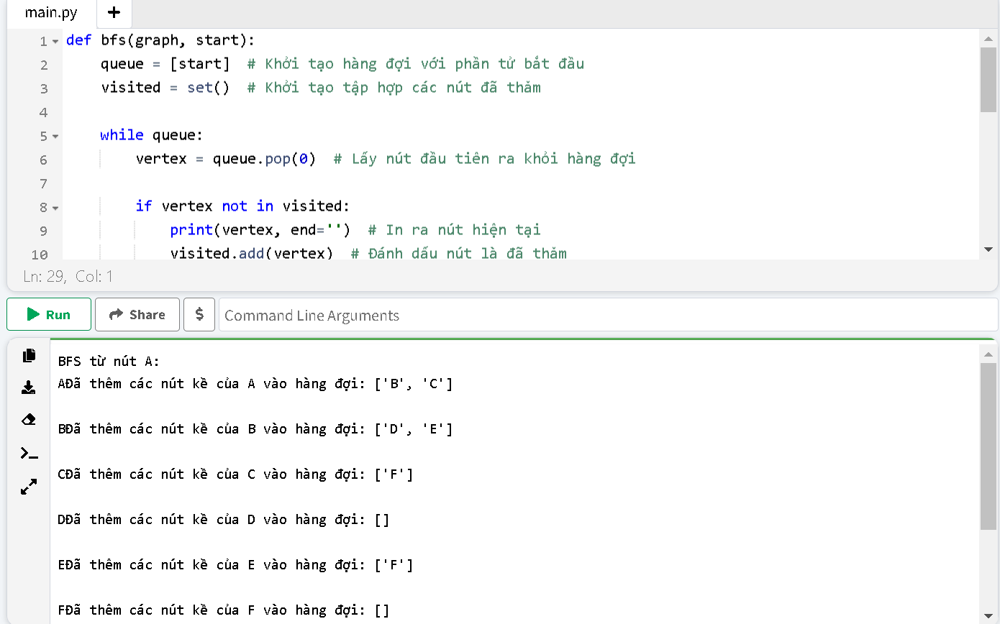 main.py +
1 def bfs(graph, start):
2 queue = [start]  # Khởi tạo hàng đợi với phần tử bắt đầu
3 visited = set()  # Khởi tạo tập hợp các nút đã thăm
4
5 while queue:
6 vertex = queue.pop(0)  # Lấy nút đầu tiên ra khỏi hàng đợi
7
8 if vertex not in visited:
9 print(vertex, end='')  # In ra nút hiện tại
10 visited.add(vertex)  # Đánh dấu nút là đã thăm
Ln: 29, Col: 1
Run Share $ Command Line Arguments
BFS từ nút A:
AĐã thêm các nút kề của A vào hàng đợi: ['B', 'C']
BĐã thêm các nút kề của B vào hàng đợi: ['D', 'E']
CĐã thêm các nút kề của C vào hàng đợi: ['F']
DĐã thêm các nút kề của D vào hàng đợi: []
EĐã thêm các nút kề của E vào hàng đợi: ['F']
FĐã thêm các nút kề của F vào hàng đợi: []